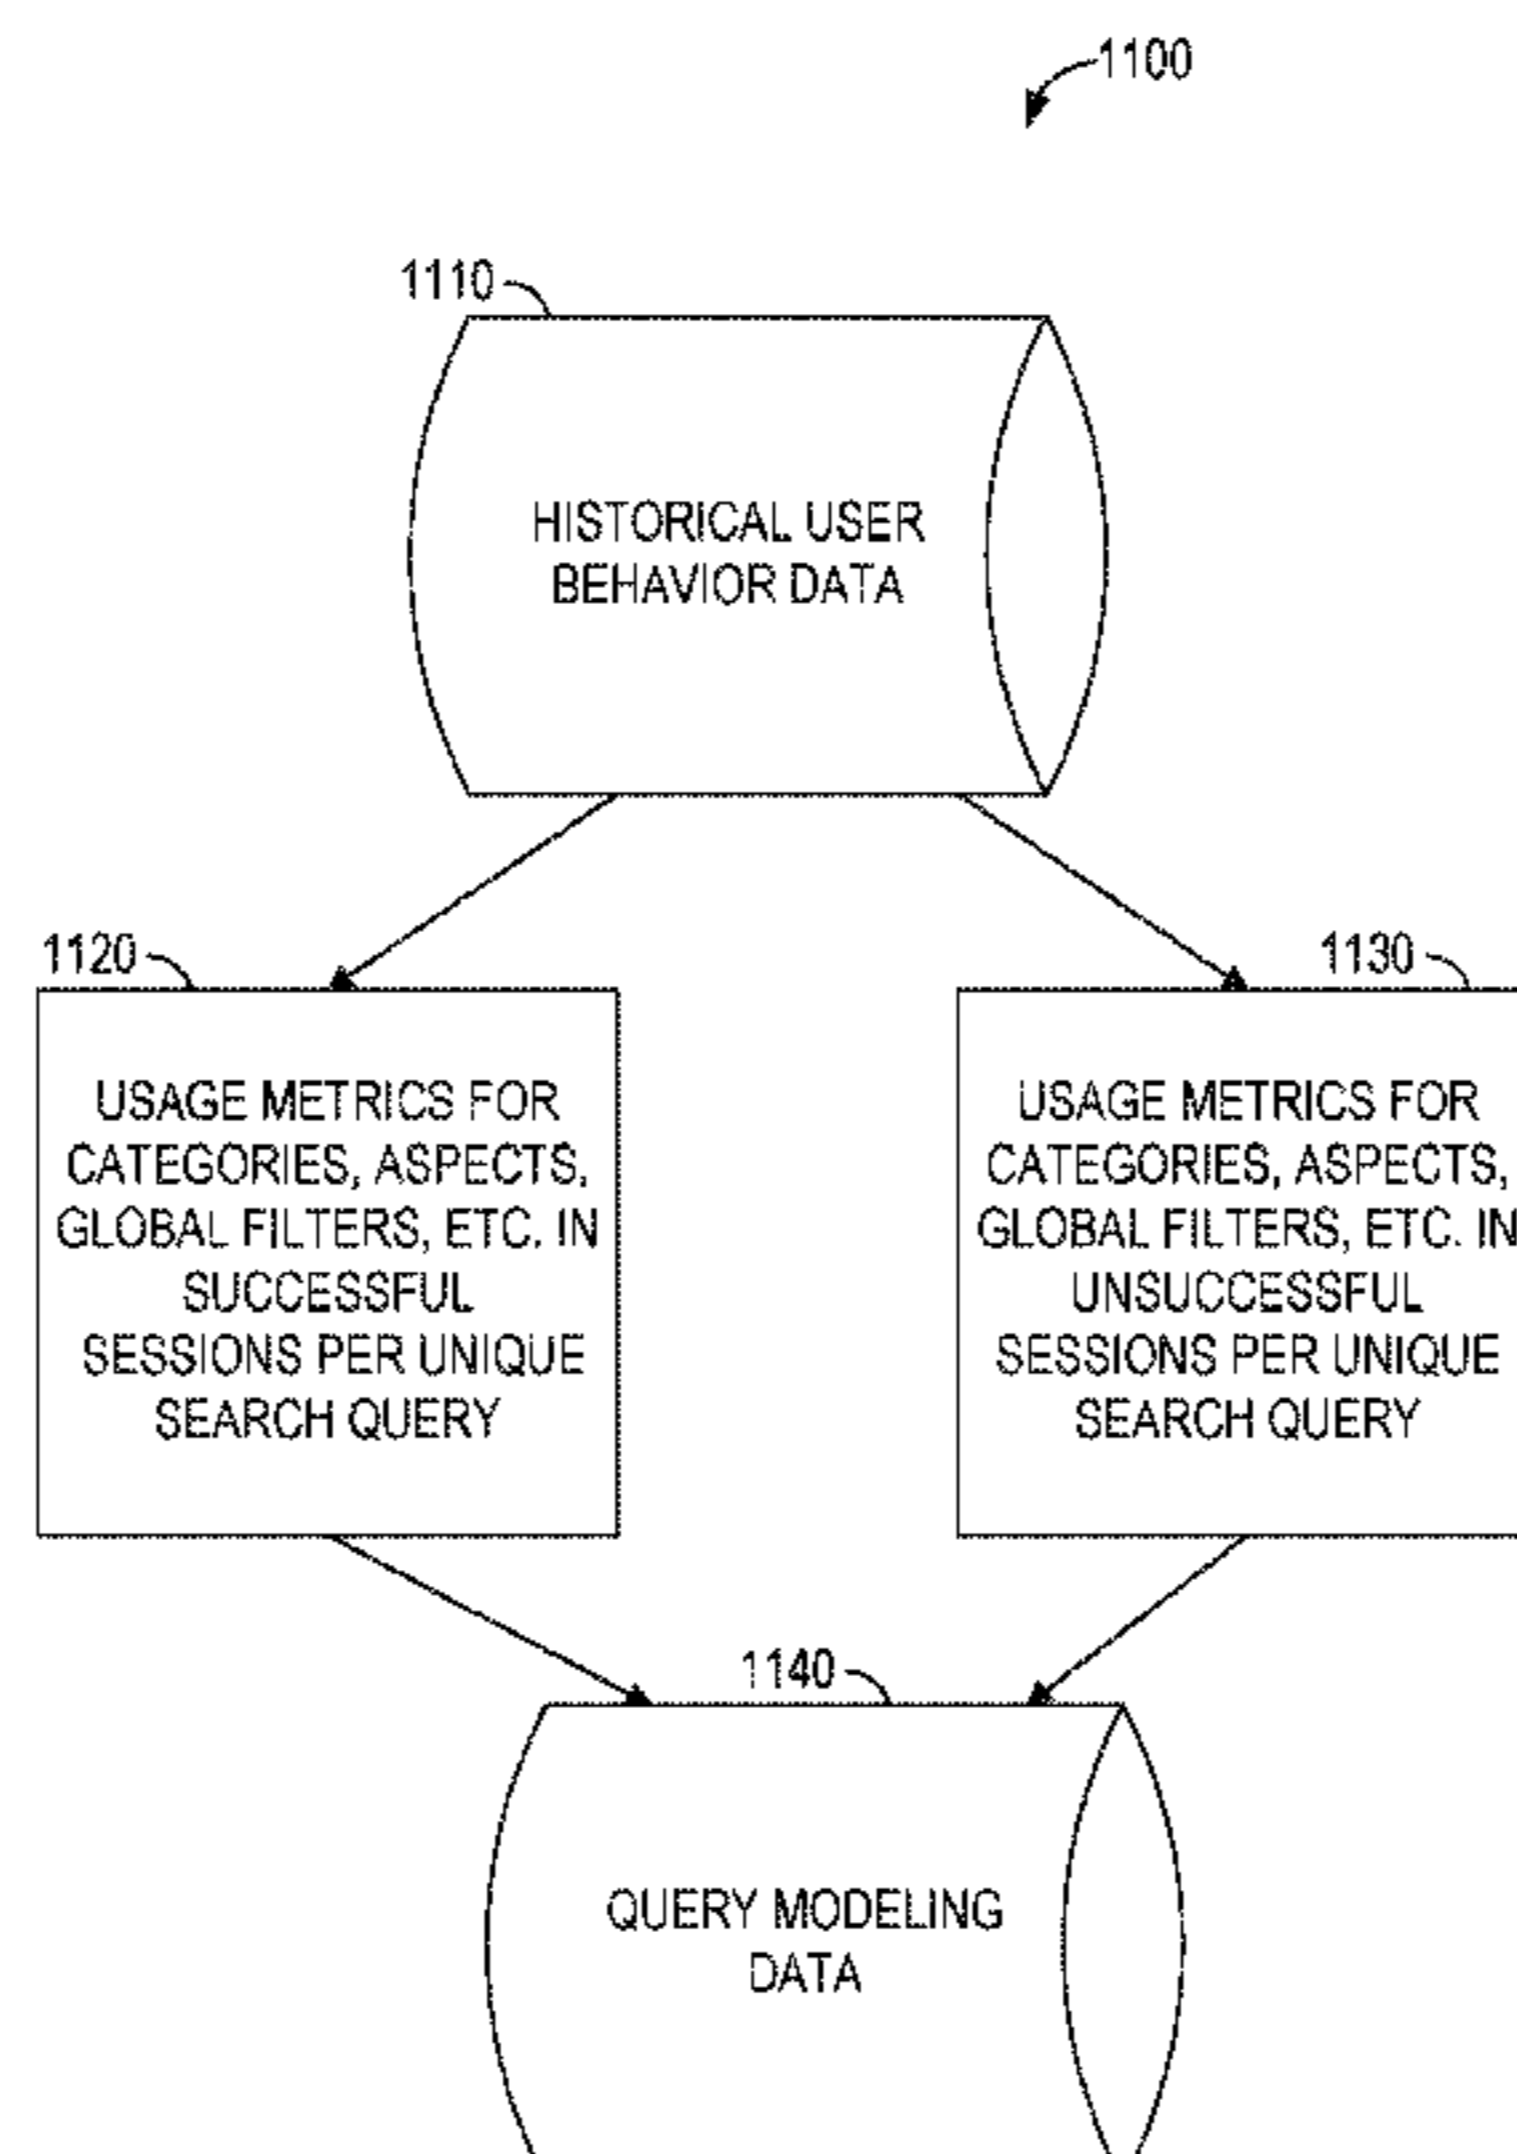 1100
1110
HISTORICAL USER
BEHAVIOR DATA
1120
USAGE METRICS FOR
CATEGORIES, ASPECTS,
GLOBAL FILTERS, ETC. IN
SUCCESSFUL
SESSIONS PER UNIQUE
SEARCH QUERY
1130
USAGE METRICS FOR
CATEGORIES, ASPECTS,
GLOBAL FILTERS, ETC. IN
UNSUCCESSFUL
SESSIONS PER UNIQUE
SEARCH QUERY
1140
QUERY MODELING
DATA